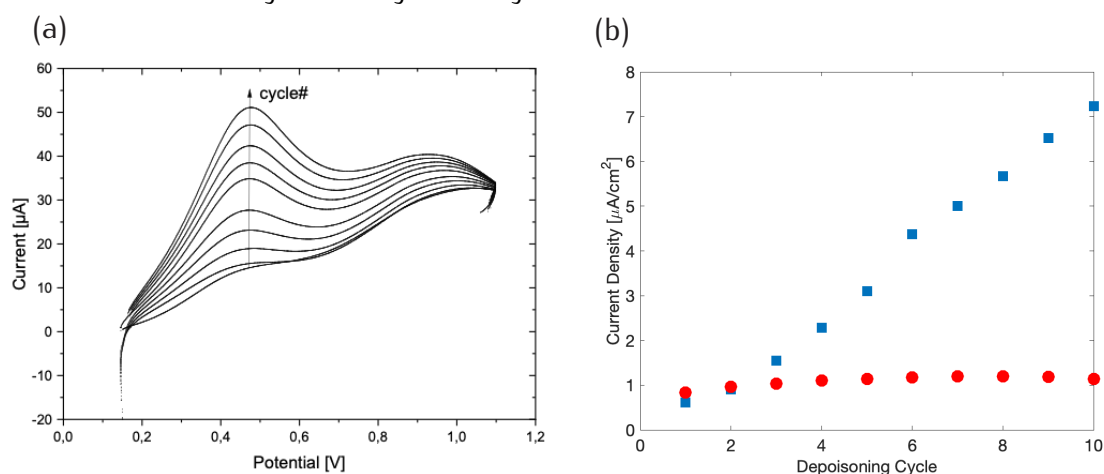 (a)
60
50
40
30
20
10
0
-10
-20
Current [µA]
cycle#
0,0 0,2 0,4 0,6 0,8 1,0 1,2
Potential [V]
(b)
8
7
6
5
4
3
2
1
0
Current Density [µA/cm²]
0 2 4 6 8 10
Depoisoning Cycle